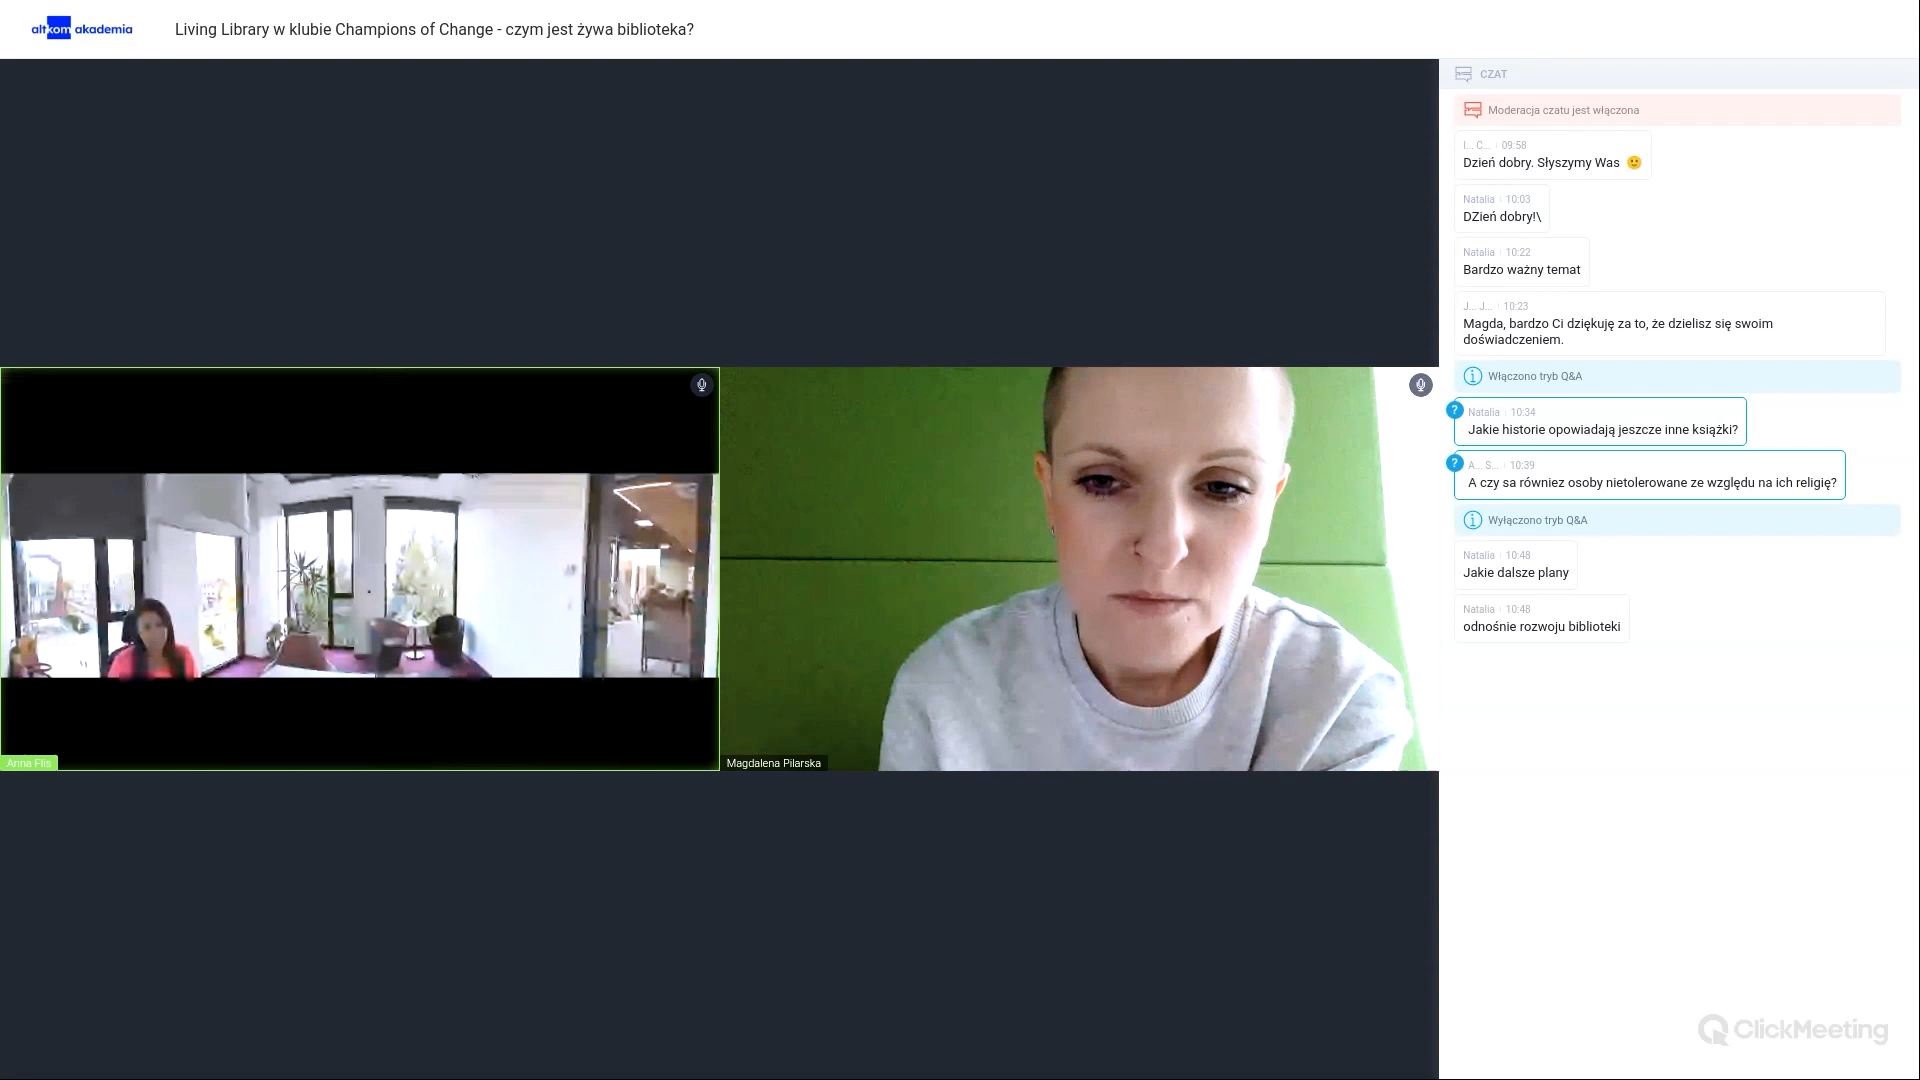 altkom akademia
Living Library w klubie Champions of Change - czym jest żywa biblioteka?
CZAT
Moderacja czatu jest włączona
I... C... 09:58
Dzień dobry. Słyszymy Was 🙂
Natalia 10:03
DZień dobry!\
Natalia 10:22
Bardzo ważny temat
J... J... 10:23
Magda, bardzo Ci dziękuję za to, że dzielisz się swoim
doświadczeniem.
Włączono tryb Q&A
? Natalia 10:34
Jakie historie opowiadają jeszcze inne książki?
? A... S... 10:39
A czy sa równiez osoby nietolerowane ze względu na ich religię?
Wyłączono tryb Q&A
Natalia 10:48
Jakie dalsze plany
Natalia 10:48
odnośnie rozwoju biblioteki
Anna Flis
Magdalena Pilarska
ClickMeeting